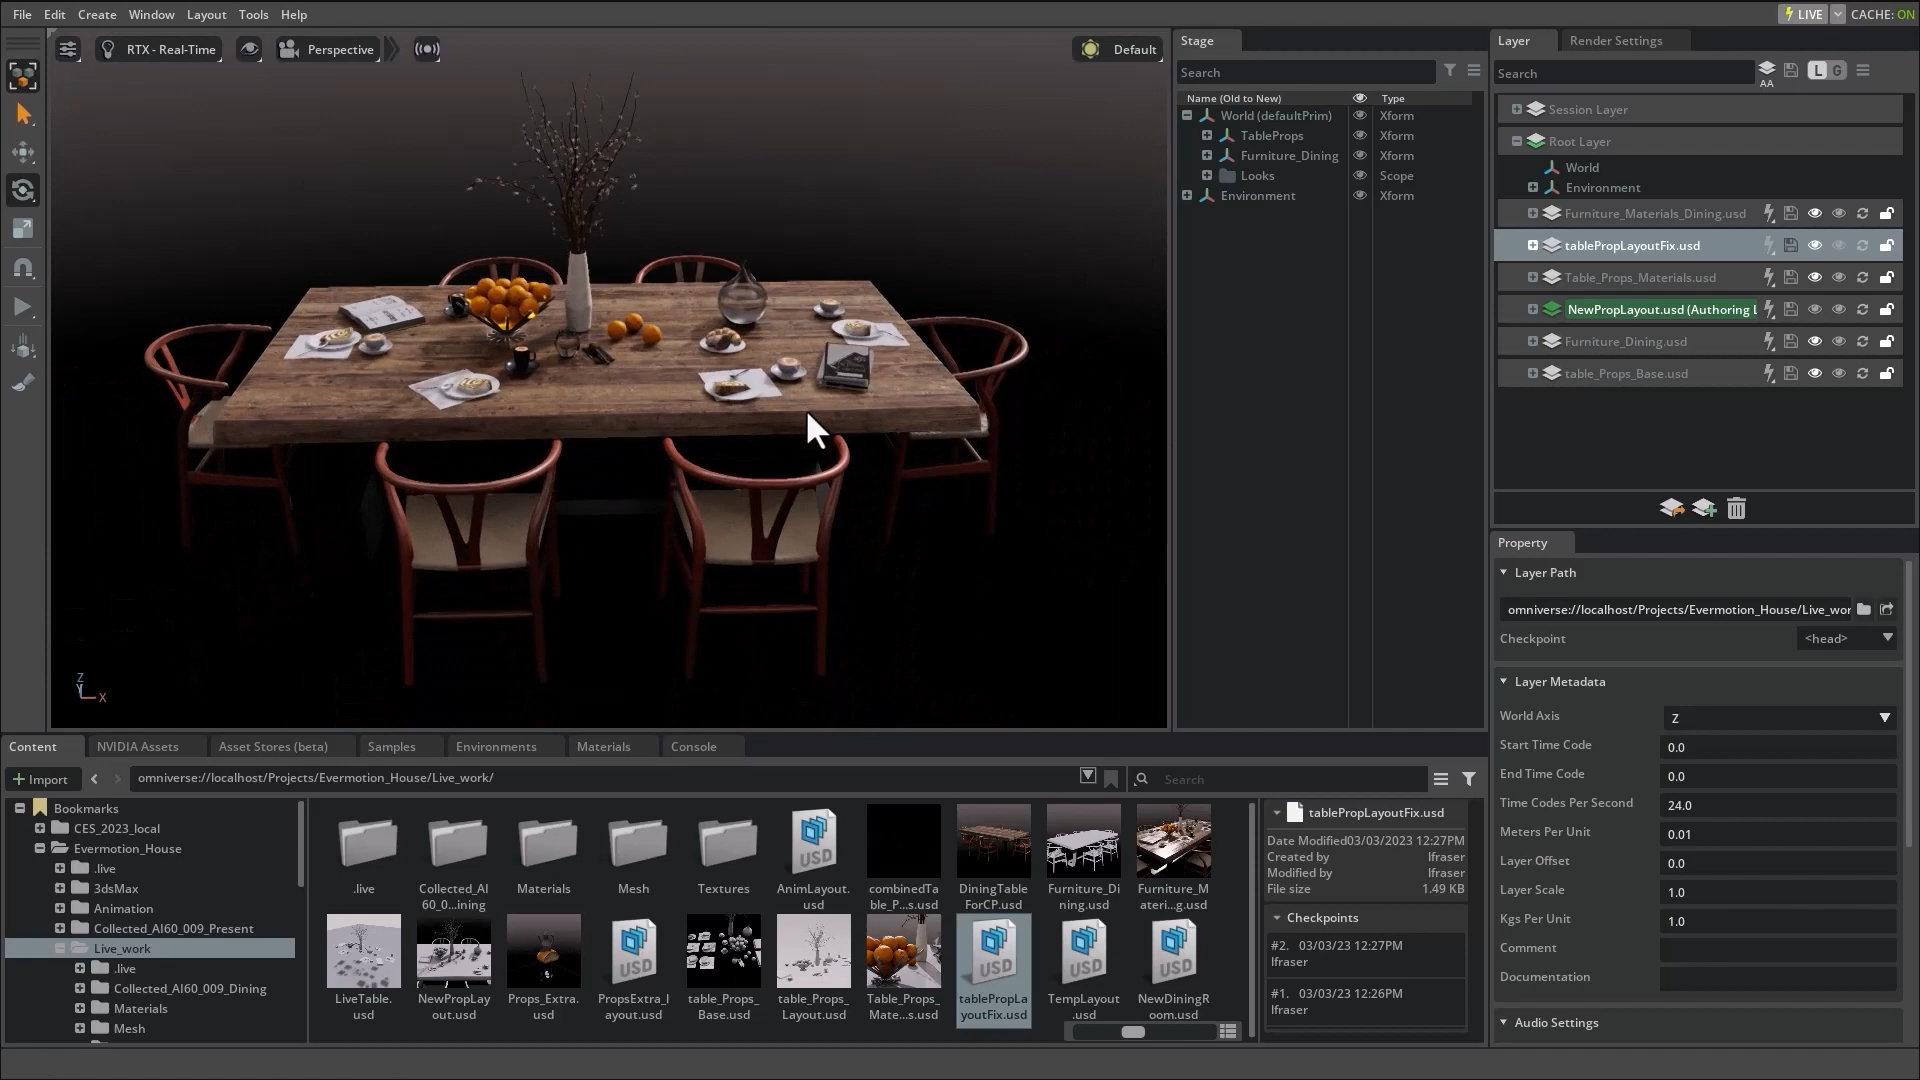 File Edit Create Window Layout Tools Help
LIVE CACHE: ON
RTX - Real-Time
Perspective
Default
Stage
Search
Name (Old to New) Type
World (defaultPrim) Xform
TableProps Xform
Furniture_Dining Xform
Looks Scope
Environment Xform
Layer Render Settings
Search
AA
L G
Session Layer
Root Layer
World
Environment
Furniture_Materials_Dining.usd
tablePropLayoutFix.usd
Table_Props_Materials.usd
NewPropLayout.usd (Authoring L
Furniture_Dining.usd
table_Props_Base.usd
Property
Layer Path
omniverse://localhost/Projects/Evermotion_House/Live_wor
Checkpoint <head>
Layer Metadata
World Axis Z
Start Time Code 0.0
End Time Code 0.0
Time Codes Per Second 24.0
Meters Per Unit 0.01
Layer Offset 0.0
Layer Scale 1.0
Kgs Per Unit 1.0
Comment
Documentation
Audio Settings
Z
Y
X
Content NVIDIA Assets Asset Stores (beta) Samples Environments Materials Console
Import
omniverse://localhost/Projects/Evermotion_House/Live_work/
Search
Bookmarks
CES_2023_local
Evermotion_House
.live
3dsMax
Animation
Collected_AI60_009_Present
Live_work
.live
Collected_AI60_009_Dining
Materials
Mesh
.live
Collected_AI
60_0...ining
Materials
Mesh
Textures
USD
AnimLayout.
usd
combinedTa
ble_P...s.usd
DiningTable
ForCP.usd
Furniture_Di
ning.usd
Furniture_M
ateri...g.usd
LiveTable.
usd
NewPropLay
out.usd
Props_Extra.
usd
USD
PropsExtra_l
ayout.usd
table_Props_
Base.usd
table_Props_
Layout.usd
Table_Props_
Mate...s.usd
USD
tablePropLa
youtFix.usd
USD
TempLayout
.usd
USD
NewDiningR
oom.usd
tablePropLayoutFix.usd
Date Modified03/03/2023 12:27PM
Created by lfraser
Modified by lfraser
File size 1.49 KB
Checkpoints
#2. 03/03/23 12:27PM
lfraser
#1. 03/03/23 12:26PM
lfraser